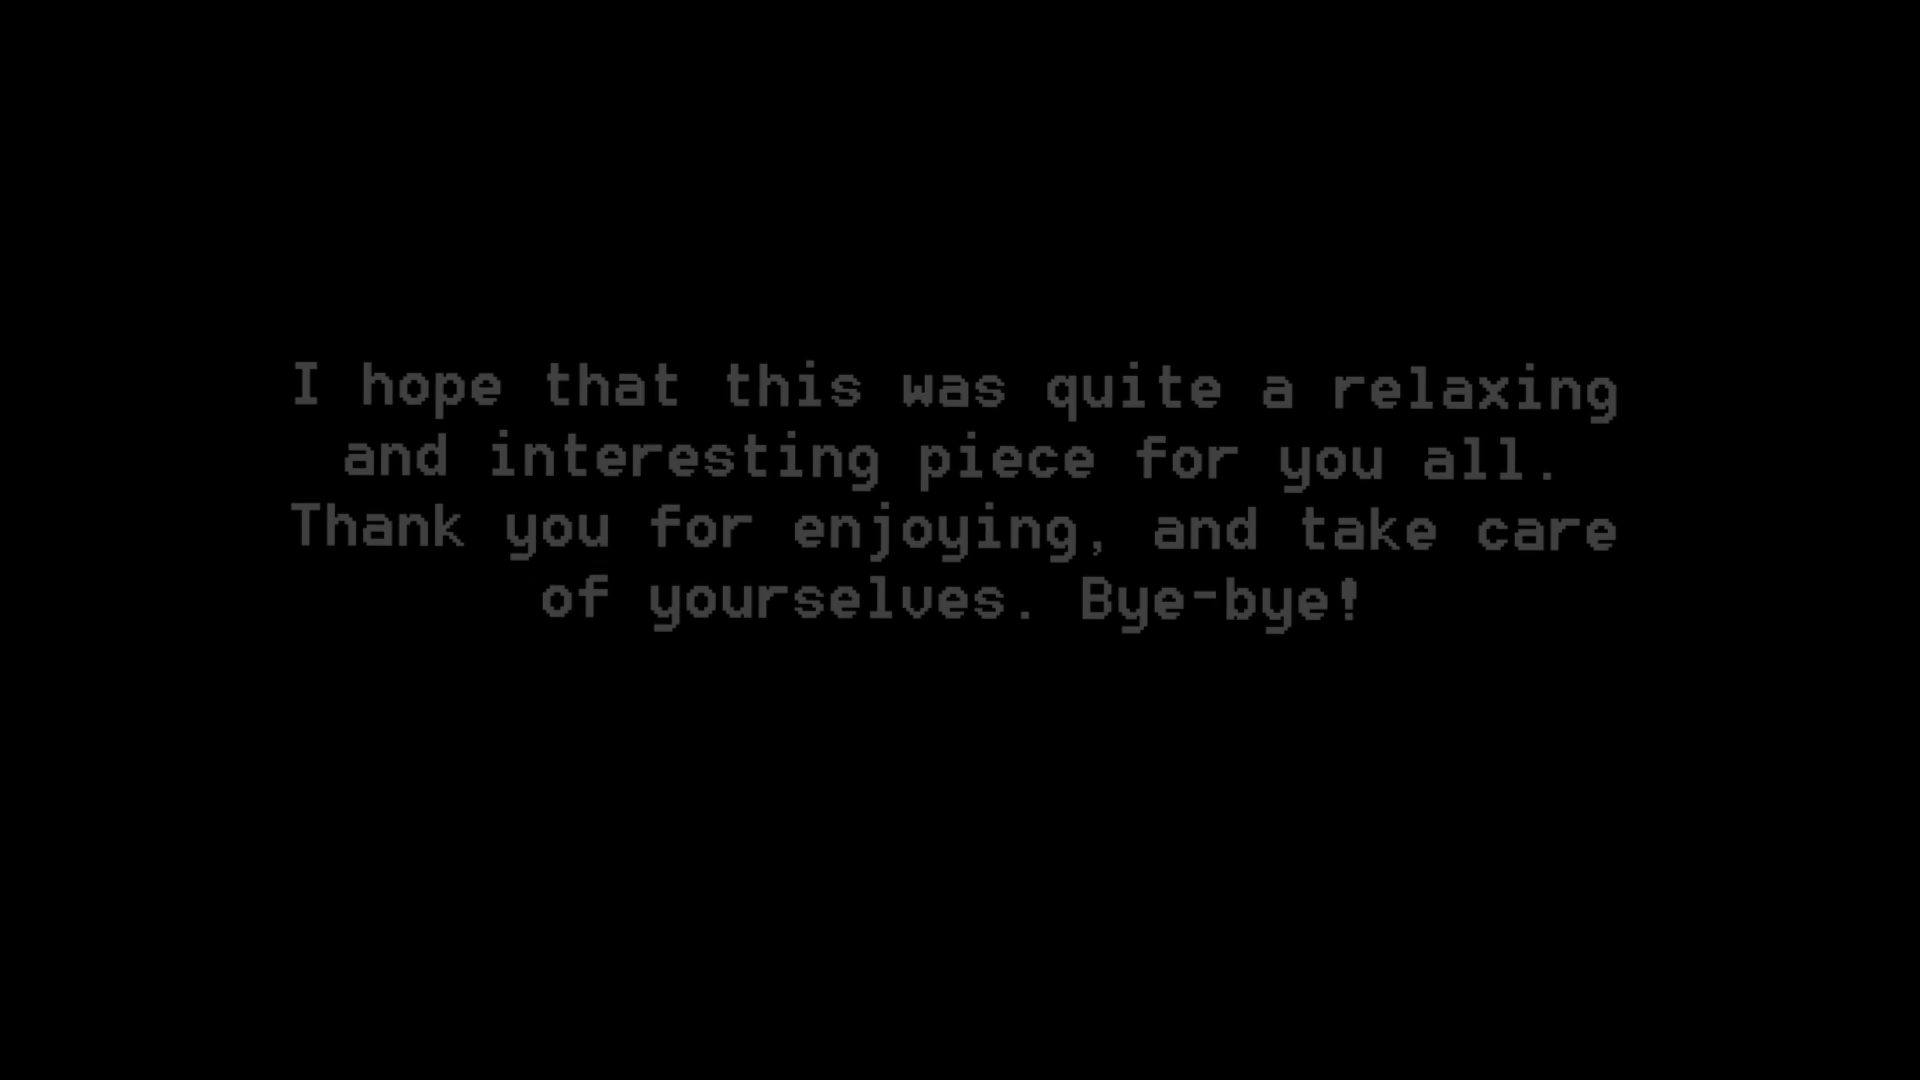 I hope that this was quite a relaxing
and interesting piece for you all.
Thank you for enjoying, and take care
of yourselves. Bye-bye!